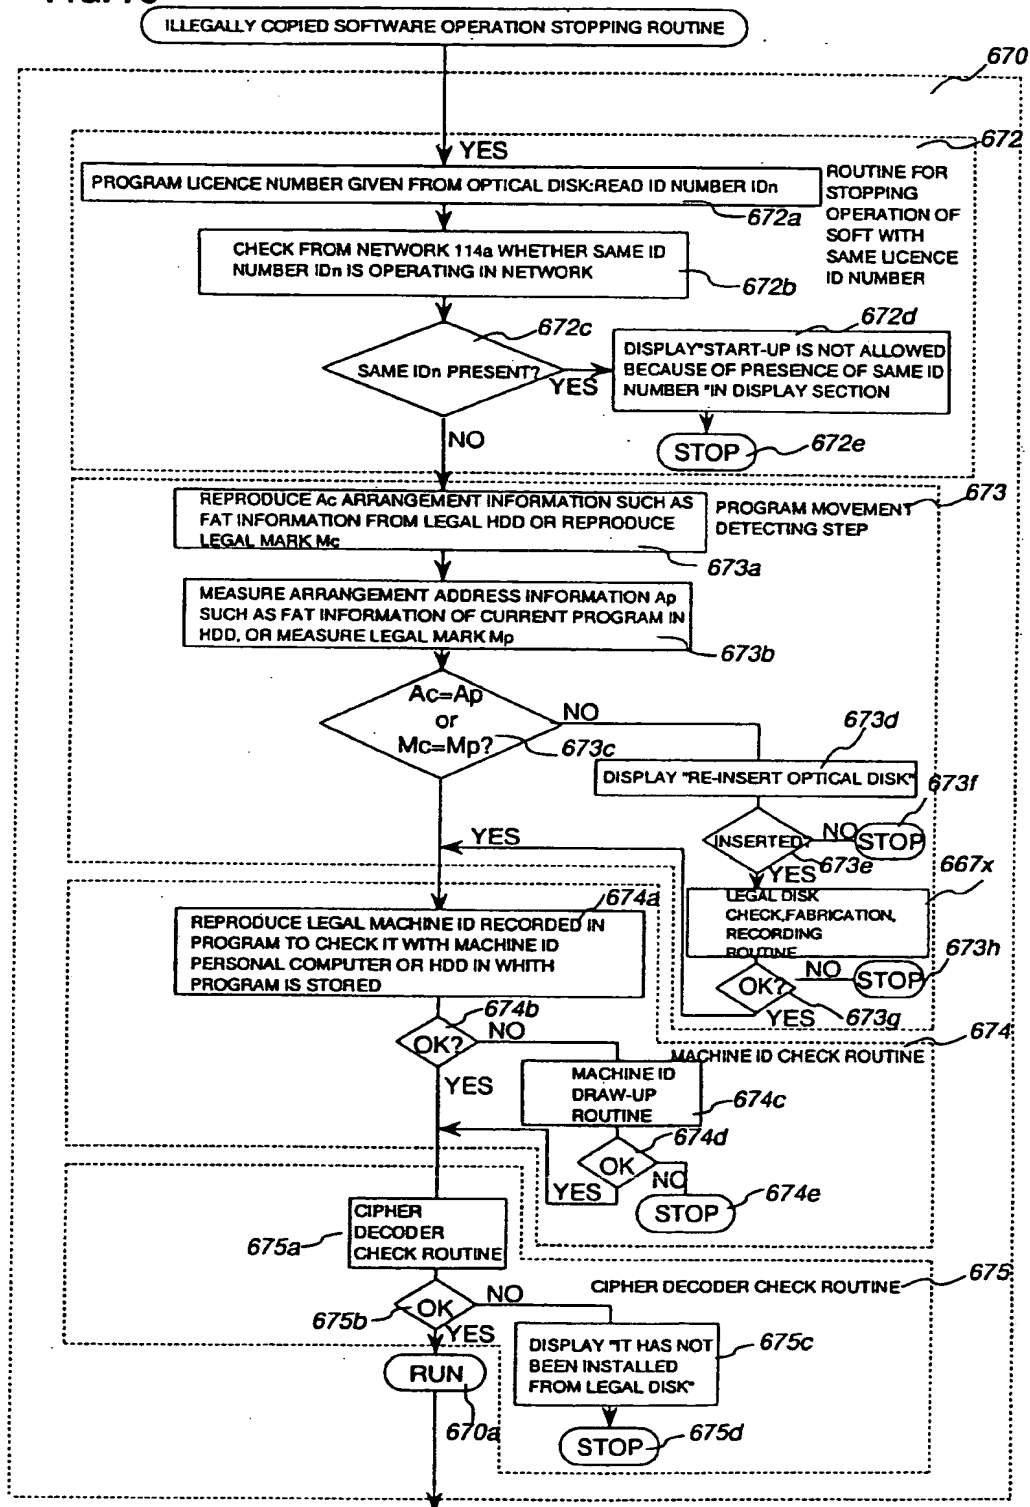 ILLEGALLY COPIED SOFTWARE OPERATION STOPPING ROUTINE
670
672
YES
PROGRAM LICENCE NUMBER GIVEN FROM OPTICAL DISK:READ ID NUMBER IDn
672a
ROUTINE FOR
STOPPING
OPERATION OF
SOFT WITH
SAME LICENCE
ID NUMBER
CHECK FROM NETWORK 114a WHETHER SAME ID
NUMBER IDn IS OPERATING IN NETWORK
672b
672c
SAME IDn PRESENT?
YES
672d
DISPLAY"START-UP IS NOT ALLOWED
BECAUSE OF PRESENCE OF SAME ID
NUMBER "IN DISPLAY SECTION
STOP
672e
NO
673
REPRODUCE Ac ARRANGEMENT INFORMATION SUCH AS
FAT INFORMATION FROM LEGAL HDD OR REPRODUCE
LEGAL MARK Mc
673a
PROGRAM MOVEMENT
DETECTING STEP
MEASURE ARRANGEMENT ADDRESS INFORMATION Ap
SUCH AS FAT INFORMATION OF CURRENT PROGRAM IN
HDD, OR MEASURE LEGAL MARK Mp
673b
Ac=Ap
or
Mc=Mp?
673c
NO
673d
DISPLAY "RE-INSERT OPTICAL DISK"
673f
INSERTED?
NO
STOP
673e
YES
YES
667x
LEGAL DISK
CHECK,FABRICATION,
RECORDING
ROUTINE
673h
OK?
NO
STOP
673g
YES
674a
REPRODUCE LEGAL MACHINE ID RECORDED IN
PROGRAM TO CHECK IT WITH MACHINE ID
PERSONAL COMPUTER OR HDD IN WHITH
PROGRAM IS STORED
674b
OK?
NO
674
MACHINE ID CHECK ROUTINE
YES
MACHINE ID
DRAW-UP
ROUTINE
674c
674d
OK
YES
NO
STOP
674e
CIPHER
DECODER
CHECK ROUTINE
675a
675
CIPHER DECODER CHECK ROUTINE
675b
OK
NO
YES
DISPLAY "IT HAS NOT
BEEN INSTALLED
FROM LEGAL DISK"
675c
RUN
670a
STOP
675d